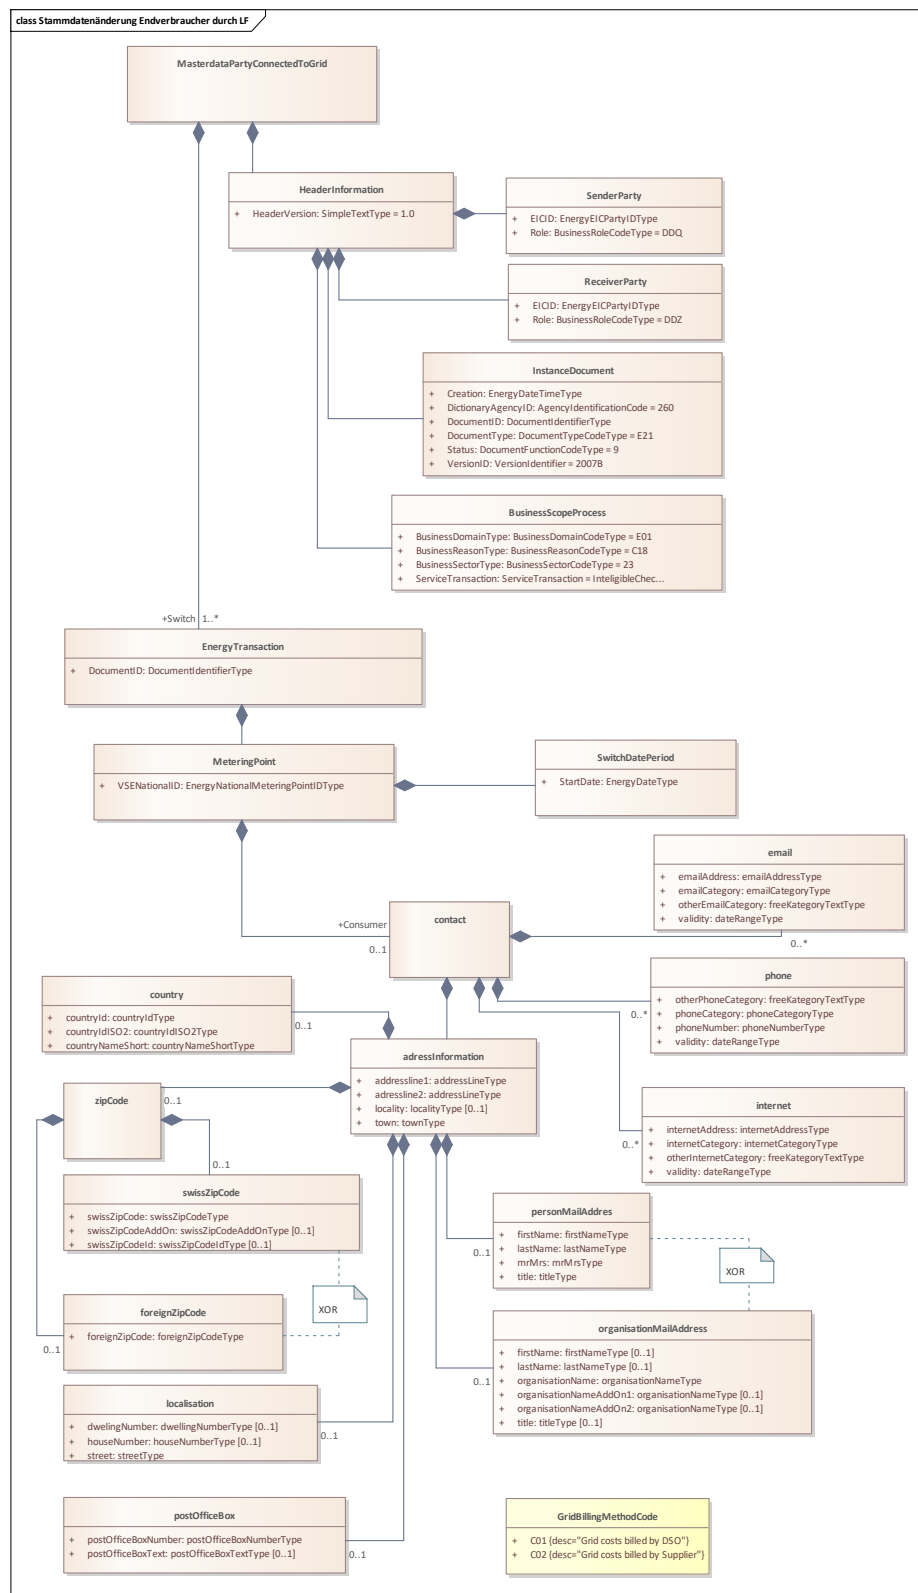 class Stammdatenänderung Endverbraucher durch LF
MasterdataPartyConnectedToGrid
HeaderInformation
+ HeaderVersion: SimpleTextType = 1.0
SenderParty
+ EICID: EnergyEICPartyIDType
+ Role: BusinessRoleCodeType = DDQ
ReceiverParty
+ EICID: EnergyEICPartyIDType
+ Role: BusinessRoleCodeType = DDZ
InstanceDocument
+ Creation: EnergyDateTimeType
+ DictionaryAgencyID: AgencyIdentificationCode = 260
+ DocumentID: DocumentIdentifierType
+ DocumentType: DocumentTypeCodeType = E21
+ Status: DocumentFunctionCodeType = 9
+ VersionID: VersionIdentifier = 2007B
BusinessScopeProcess
+ BusinessDomainType: BusinessDomainCodeType = E01
+ BusinessReasonType: BusinessReasonCodeType = C18
+ BusinessSectorType: BusinessSectorCodeType = 23
+ ServiceTransaction: ServiceTransaction = InteligibleChec...
+Switch 1..*
EnergyTransaction
+ DocumentID: DocumentIdentifierType
MeteringPoint
+ VSENationalID: EnergyNationalMeteringPointIDType
SwitchDatePeriod
+ StartDate: EnergyDateType
email
+ emailAddress: emailAddressType
+ emailCategory: emailCategoryType
+ otherEmailCategory: freeKategoryTextType
+ validity: dateRangeType
0..*
contact
+Consumer
0..1
phone
+ otherPhoneCategory: freeKategoryTextType
+ phoneCategory: phoneCategoryType
+ phoneNumber: phoneNumberType
+ validity: dateRangeType
0..*
country
+ countryId: countryIdType
+ countryIdISO2: countryIdISO2Type
+ countryNameShort: countryNameShortType
0..1
adressInformation
+ addressline1: addressLineType
+ adressline2: addressLineType
+ locality: localityType [0..1]
+ town: townType
zipCode
0..1
internet
+ internetAddress: internetAddressType
+ internetCategory: internetCategoryType
+ otherInternetCategory: freeKategoryTextType
+ validity: dateRangeType
0..*
0..1
swissZipCode
+ swissZipCode: swissZipCodeType
+ swissZipCodeAddOn: swissZipCodeAddOnType [0..1]
+ swissZipCodeId: swissZipCodeIdType [0..1]
personMailAddres
+ firstName: firstNameType
+ lastName: lastNameType
+ mrMrs: mrMrsType
+ title: titleType
0..1
XOR
XOR
foreignZipCode
+ foreignZipCode: foreignZipCodeType
0..1
organisationMailAddress
+ firstName: firstNameType [0..1]
+ lastName: lastNameType [0..1]
+ organisationName: organisationNameType
+ organisationNameAddOn1: organisationNameType [0..1]
+ organisationNameAddOn2: organisationNameType [0..1]
+ title: titleType [0..1]
0..1
localisation
+ dwelingNumber: dwellingNumberType [0..1]
+ houseNumber: houseNumberType [0..1]
+ street: streetType
0..1
postOfficeBox
+ postOfficeBoxNumber: postOfficeBoxNumberType
+ postOfficeBoxText: postOfficeBoxTextType [0..1]
0..1
GridBillingMethodCode
+ C01 {desc="Grid costs billed by DSO"}
+ C02 {desc="Grid costs billed by Supplier"}